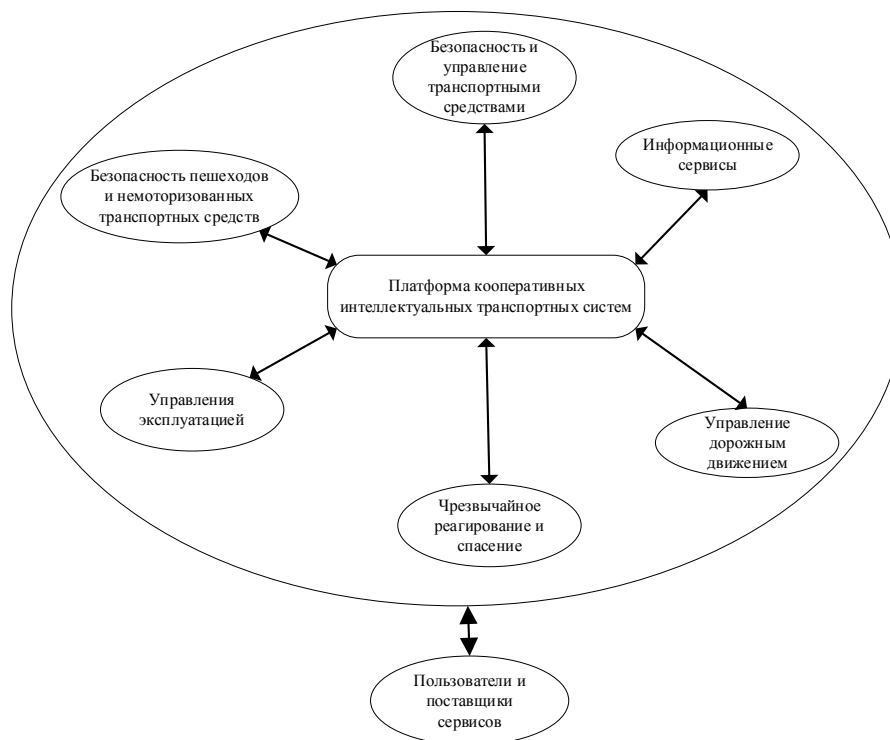 Безопасность и
управление
транспортными
средствами
Информационные
сервисы
Безопасность пешеходов
и немоторизованных
транспортных средств
Платформа кооперативных
интеллектуальных транспортных систем
Управления
эксплуатацией
Управление
дорожным
движением
Чрезвычайное
реагирование и
спасение
Пользователи и
поставщики
сервисов